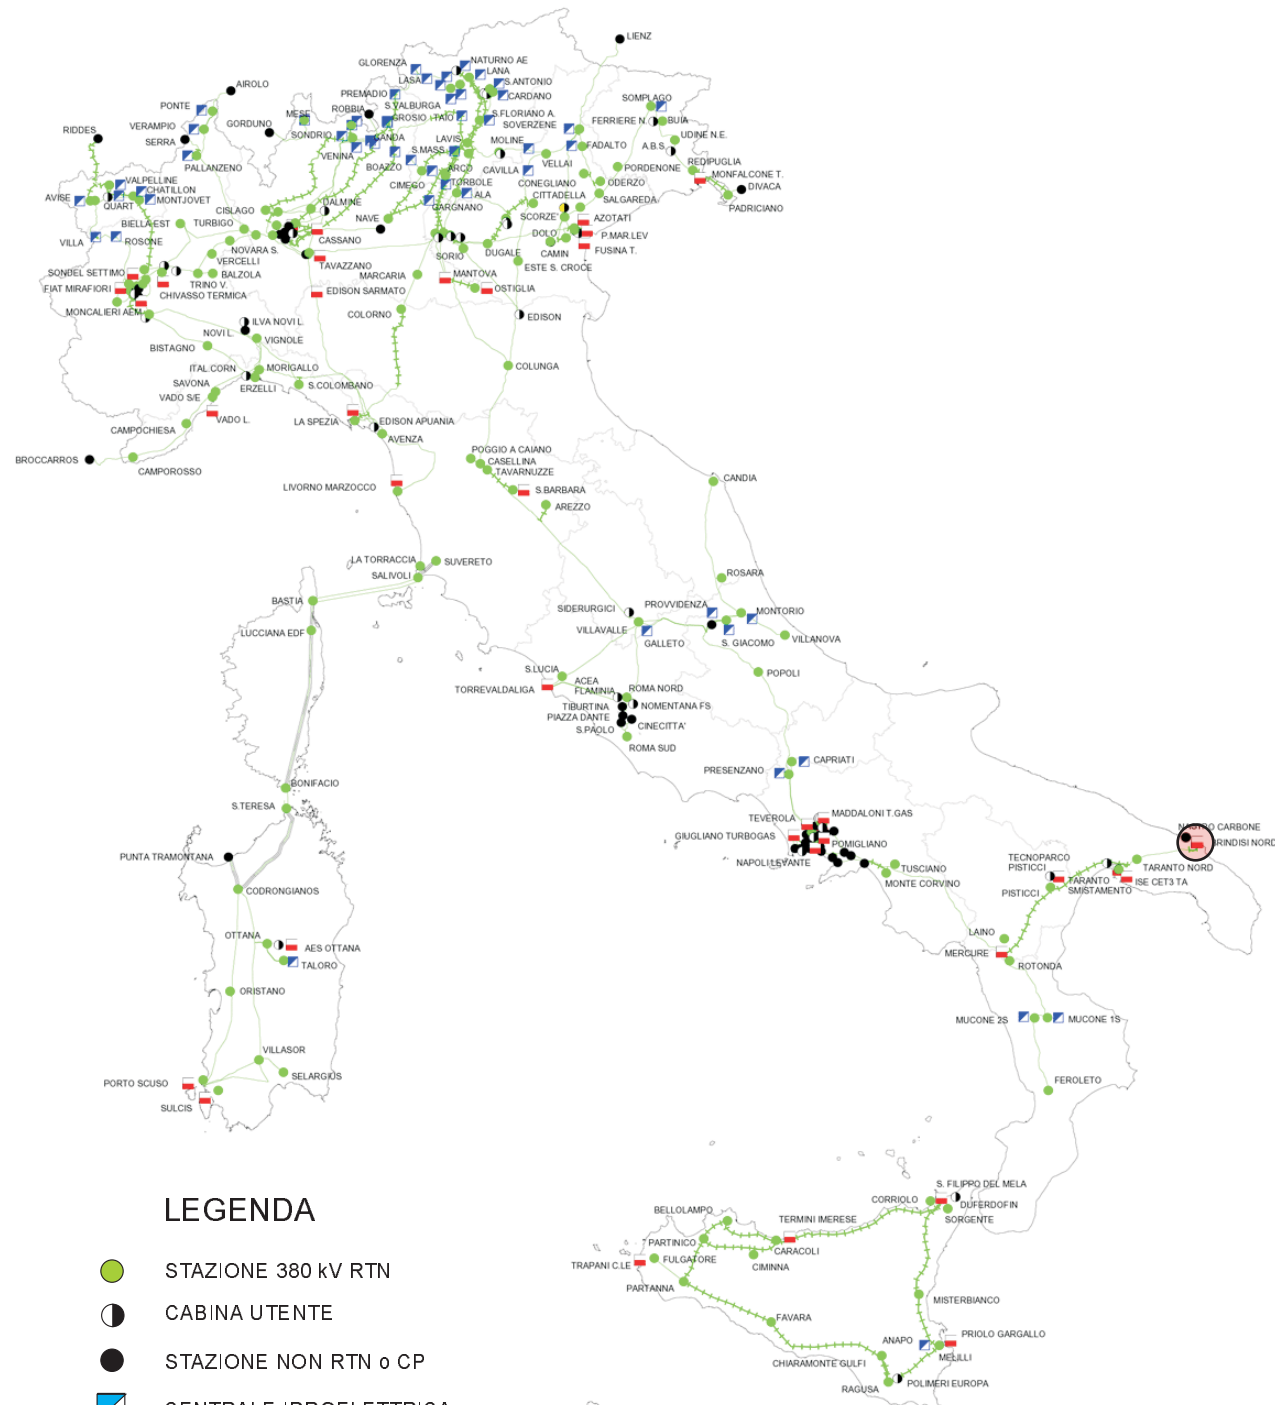 LIENZ
GLORENZA
NATURNO AE
LANA
LASA
S.ANTONIO
CARDANO
AIROLO
PREMADIO
SOMPLAGO
PONTE
MESE
ROBBIA
S.VALBURGA
GROSIO
TAIO
S.FLORIANO A.
SOVERZENE
FERRIERE N.
BUIA
RIDDES
VERAMPIO
GORDUNO
SONDRIO
GANDA
LAVIS
MOLINE
FADALTO
A.B.S.
UDINE N.E.
SERRA
VENINA
S.MASS.
PALLANZENO
BOAZZO
ARCO
CAVILLA
VELLAI
PORDENONE
REDIPUGLIA
MONFALCONE T.
VALPELLINE
CHATILLON
CIMEGO
TORBOLE
CONEGLIANO
ODERZO
DIVACA
AVISE
QUART
MONTJOVET
DALMINE
ALA
CITTADELLA
SALGAREDA
PADRICIANO
CISLAGO
GARGNANO
BIELLA EST
TURBIGO
NAVE
SCORZE'
AZOTATI
VILLA
ROSONE
CASSANO
DOLO
P.MAR.LEV
NOVARA S.
SORIO
DUGALE
CAMIN
FUSINA T.
VERCELLI
TAVAZZANO
ESTE S. CROCE
SONDEL SETTIMO
BALZOLA
MARCARIA
MANTOVA
TRINO V.
FIAT MIRAFIORI
CHIVASSO TERMICA
EDISON SARMATO
OSTIGLIA
MONCALIERI AEM
COLORNO
EDISON
ILVA NOVI L.
NOVI L.
VIGNOLE
BISTAGNO
ITAL.CORN
MORIGALLO
COLUNGA
SAVONA
ERZELLI
S.COLOMBANO
VADO S/E
VADO L.
LA SPEZIA
EDISON APUANIA
CAMPOCHIESA
AVENZA
BROCCARROS
CAMPOROSSO
POGGIO A CAIANO
CASELLINA
TAVARNUZZE
LIVORNO MARZOCCO
S.BARBARA
CANDIA
AREZZO
LA TORRACCIA
SUVERETO
SALIVOLI
ROSARA
BASTIA
SIDERURGICI
PROVVIDENZA
MONTORIO
LUCCIANA EDF
VILLAVALLE
GALLETO
S. GIACOMO
VILLANOVA
S.LUCIA
POPOLI
TORREVALDALIGA
ACEA
FLAMINIA
ROMA NORD
TIBURTINA
NOMENTANA FS
PIAZZA DANTE
CINECITTA'
S.PAOLO
ROMA SUD
BONIFACIO
PRESENZANO
CAPRIATI
S.TERESA
TEVEROLA
MADDALONI T.GAS
GIUGLIANO TURBOGAS
POMIGLIANO
NASTRO CARBONE
BRINDISI NORD
PUNTA TRAMONTANA
NAPOLI LEVANTE
TUSCIANO
TECNOPARCO
PISTICCI
TARANTO NORD
CODRONGIANOS
MONTE CORVINO
PISTICCI
TARANTO
SMISTAMENTO
ISE CET3 TA
OTTANA
AES OTTANA
LAINO
TALORO
MERCURE
ROTONDA
ORISTANO
MUCONE 2S
MUCONE 1S
VILLASOR
PORTO SCUSO
SELARGIUS
FEROLETO
SULCIS
S. FILIPPO DEL MELA
CORRIOLO
DUFERDOFIN
LEGENDA
BELLOLAMPO
TERMINI IMERESE
SORGENTE
PARTINICO
CARACOLI
TRAPANI C.LE
FULGATORE
CIMINNA
STAZIONE 380 kV RTN
PARTANNA
MISTERBIANCO
CABINA UTENTE
FAVARA
ANAPO
PRIOLO GARGALLO
STAZIONE NON RTN o CP
CHIARAMONTE GULFI
MELILLI
RAGUSA
POLIMERI EUROPA
CENTRALE IDROELETTRICA